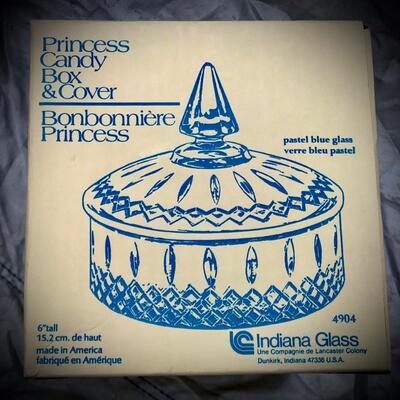 Princess
Candy
Box
& Cover
Bonbonnière
Princess
pastel blue glass
verre bleu pastel
6" tall
15.2 cm. de haut
made in America
fabriqué en Amérique
4904
Indiana Glass
Une Compagnie de Lancaster Colony
Dunkirk, Indiana 47336 U.S.A.